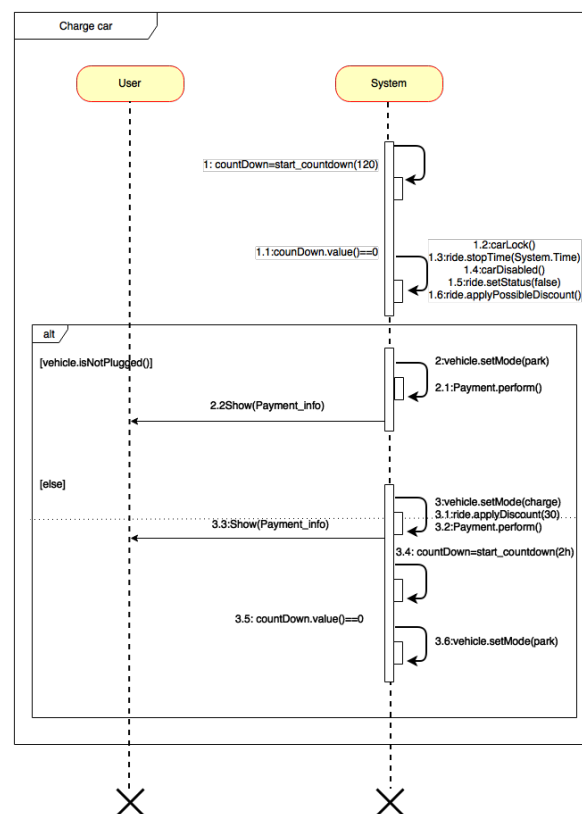 Charge car
User
System
1: countDown=start_countdown(120)
1.1:counDown.value()==0
1.2:carLock()
1.3:ride.stopTime(System.Time)
1.4:carDisabled()
1.5:ride.setStatus(false)
1.6:ride.applyPossibleDiscount()
alt
[vehicle.isNotPlugged()]
2:vehicle.setMode(park)
2.1:Payment.perform()
2.2Show(Payment_info)
[else]
3:vehicle.setMode(charge)
3.1:ride.applyDiscount(30)
3.2:Payment.perform()
3.3:Show(Payment_info)
3.4: countDown=start_countdown(2h)
3.5: countDown.value()==0
3.6:vehicle.setMode(park)